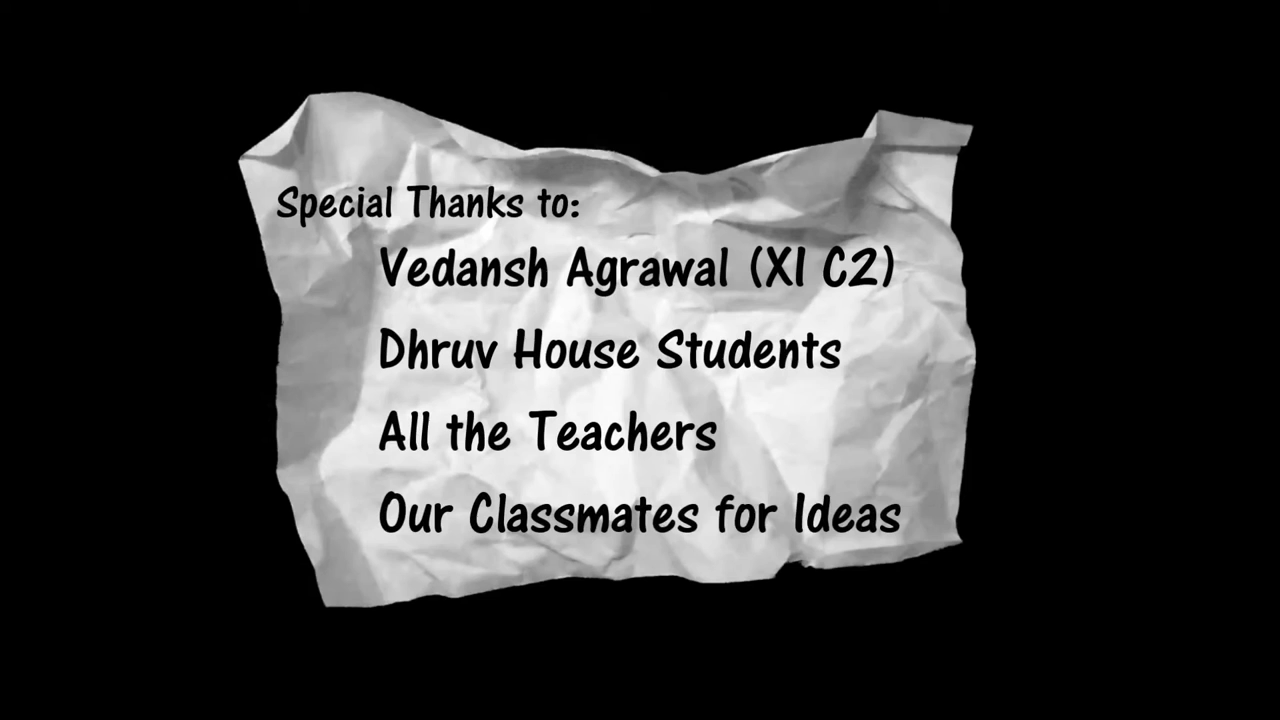 Special Thanks to:
Vedansh Agrawal (XI C2)
Dhruv House Students
All the Teachers
Our Classmates for Ideas